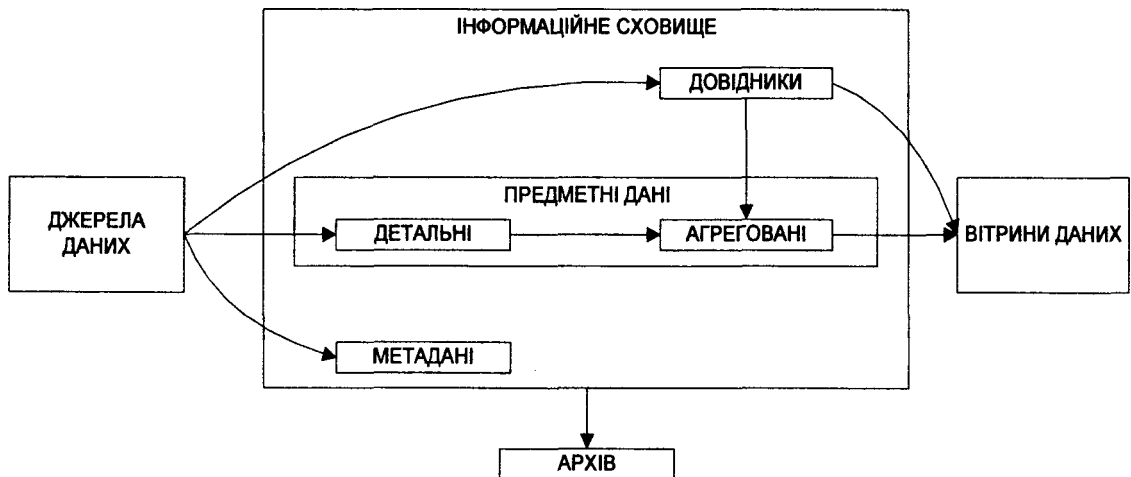 ІНФОРМАЦІЙНЕ СХОВИЩЕ
ДОВІДНИКИ
ПРЕДМЕТНІ ДАНІ
ДЖЕРЕЛА
ДАНИХ
ДЕТАЛЬНІ
АГРЕГОВАНІ
ВІТРИНИ ДАНИХ
МЕТАДАНІ
АРХІВ